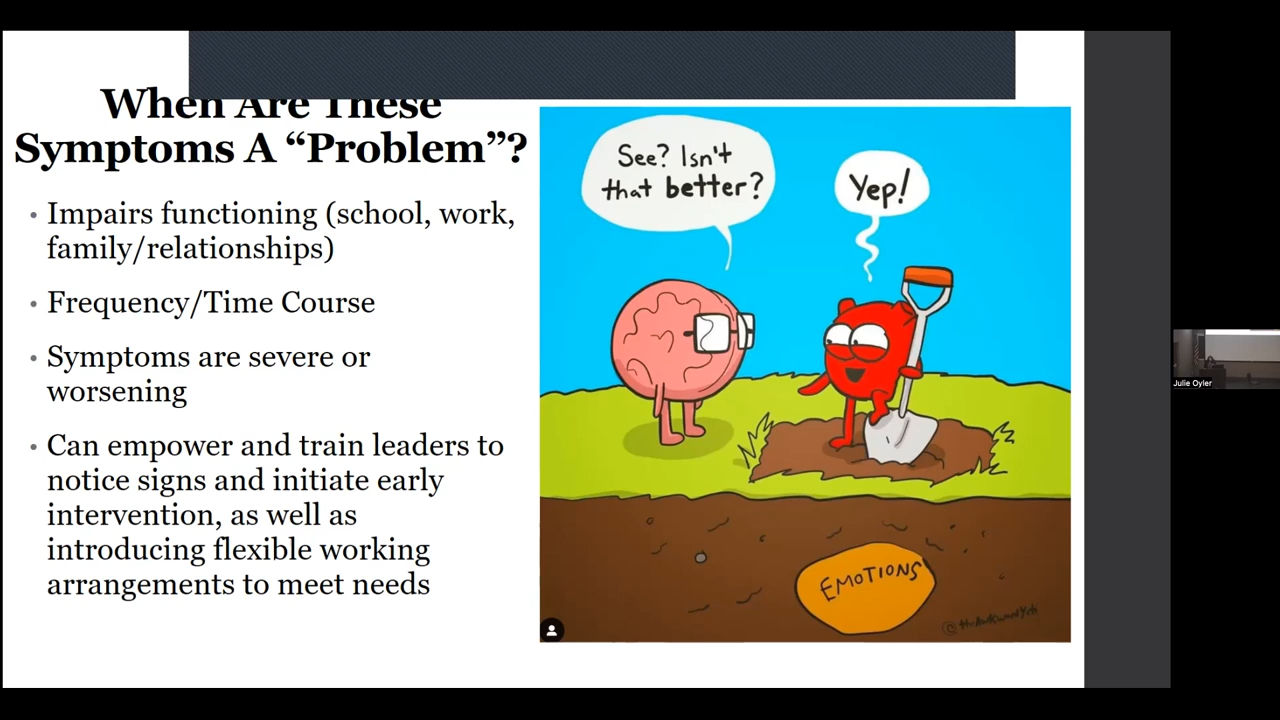 When Are These
Symptoms A “Problem”?
• Impairs functioning (school, work,
family/relationships)
• Frequency/Time Course
• Symptoms are severe or
worsening
• Can empower and train leaders to
notice signs and initiate early
intervention, as well as
introducing flexible working
arrangements to meet needs
See? Isn't
that better?
Yep!
EMOTIONS
Julie Oyler